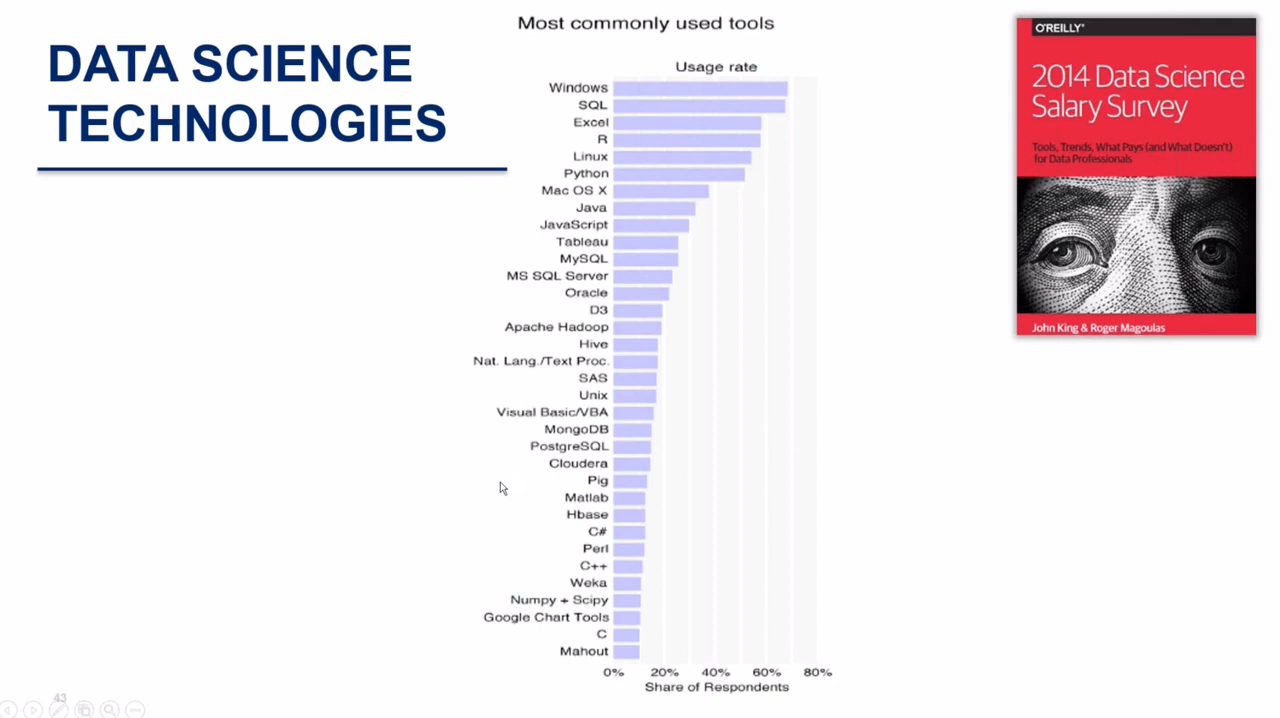 DATA SCIENCE
TECHNOLOGIES
Most commonly used tools
Usage rate
Windows
SQL
Excel
R
Linux
Python
Mac OS X
Java
JavaScript
Tableau
MySQL
MS SQL Server
Oracle
D3
Apache Hadoop
Hive
Nat. Lang./Text Proc.
SAS
Unix
Visual Basic/VBA
MongoDB
PostgreSQL
Cloudera
Pig
Matlab
Hbase
C#
Perl
C++
Weka
Numpy + Scipy
Google Chart Tools
C
Mahout
0% 20% 40% 60% 80%
Share of Respondents
O'REILLY®
2014 Data Science
Salary Survey
Tools, Trends, What Pays (and What Doesn't)
for Data Professionals
John King & Roger Magoulas
43